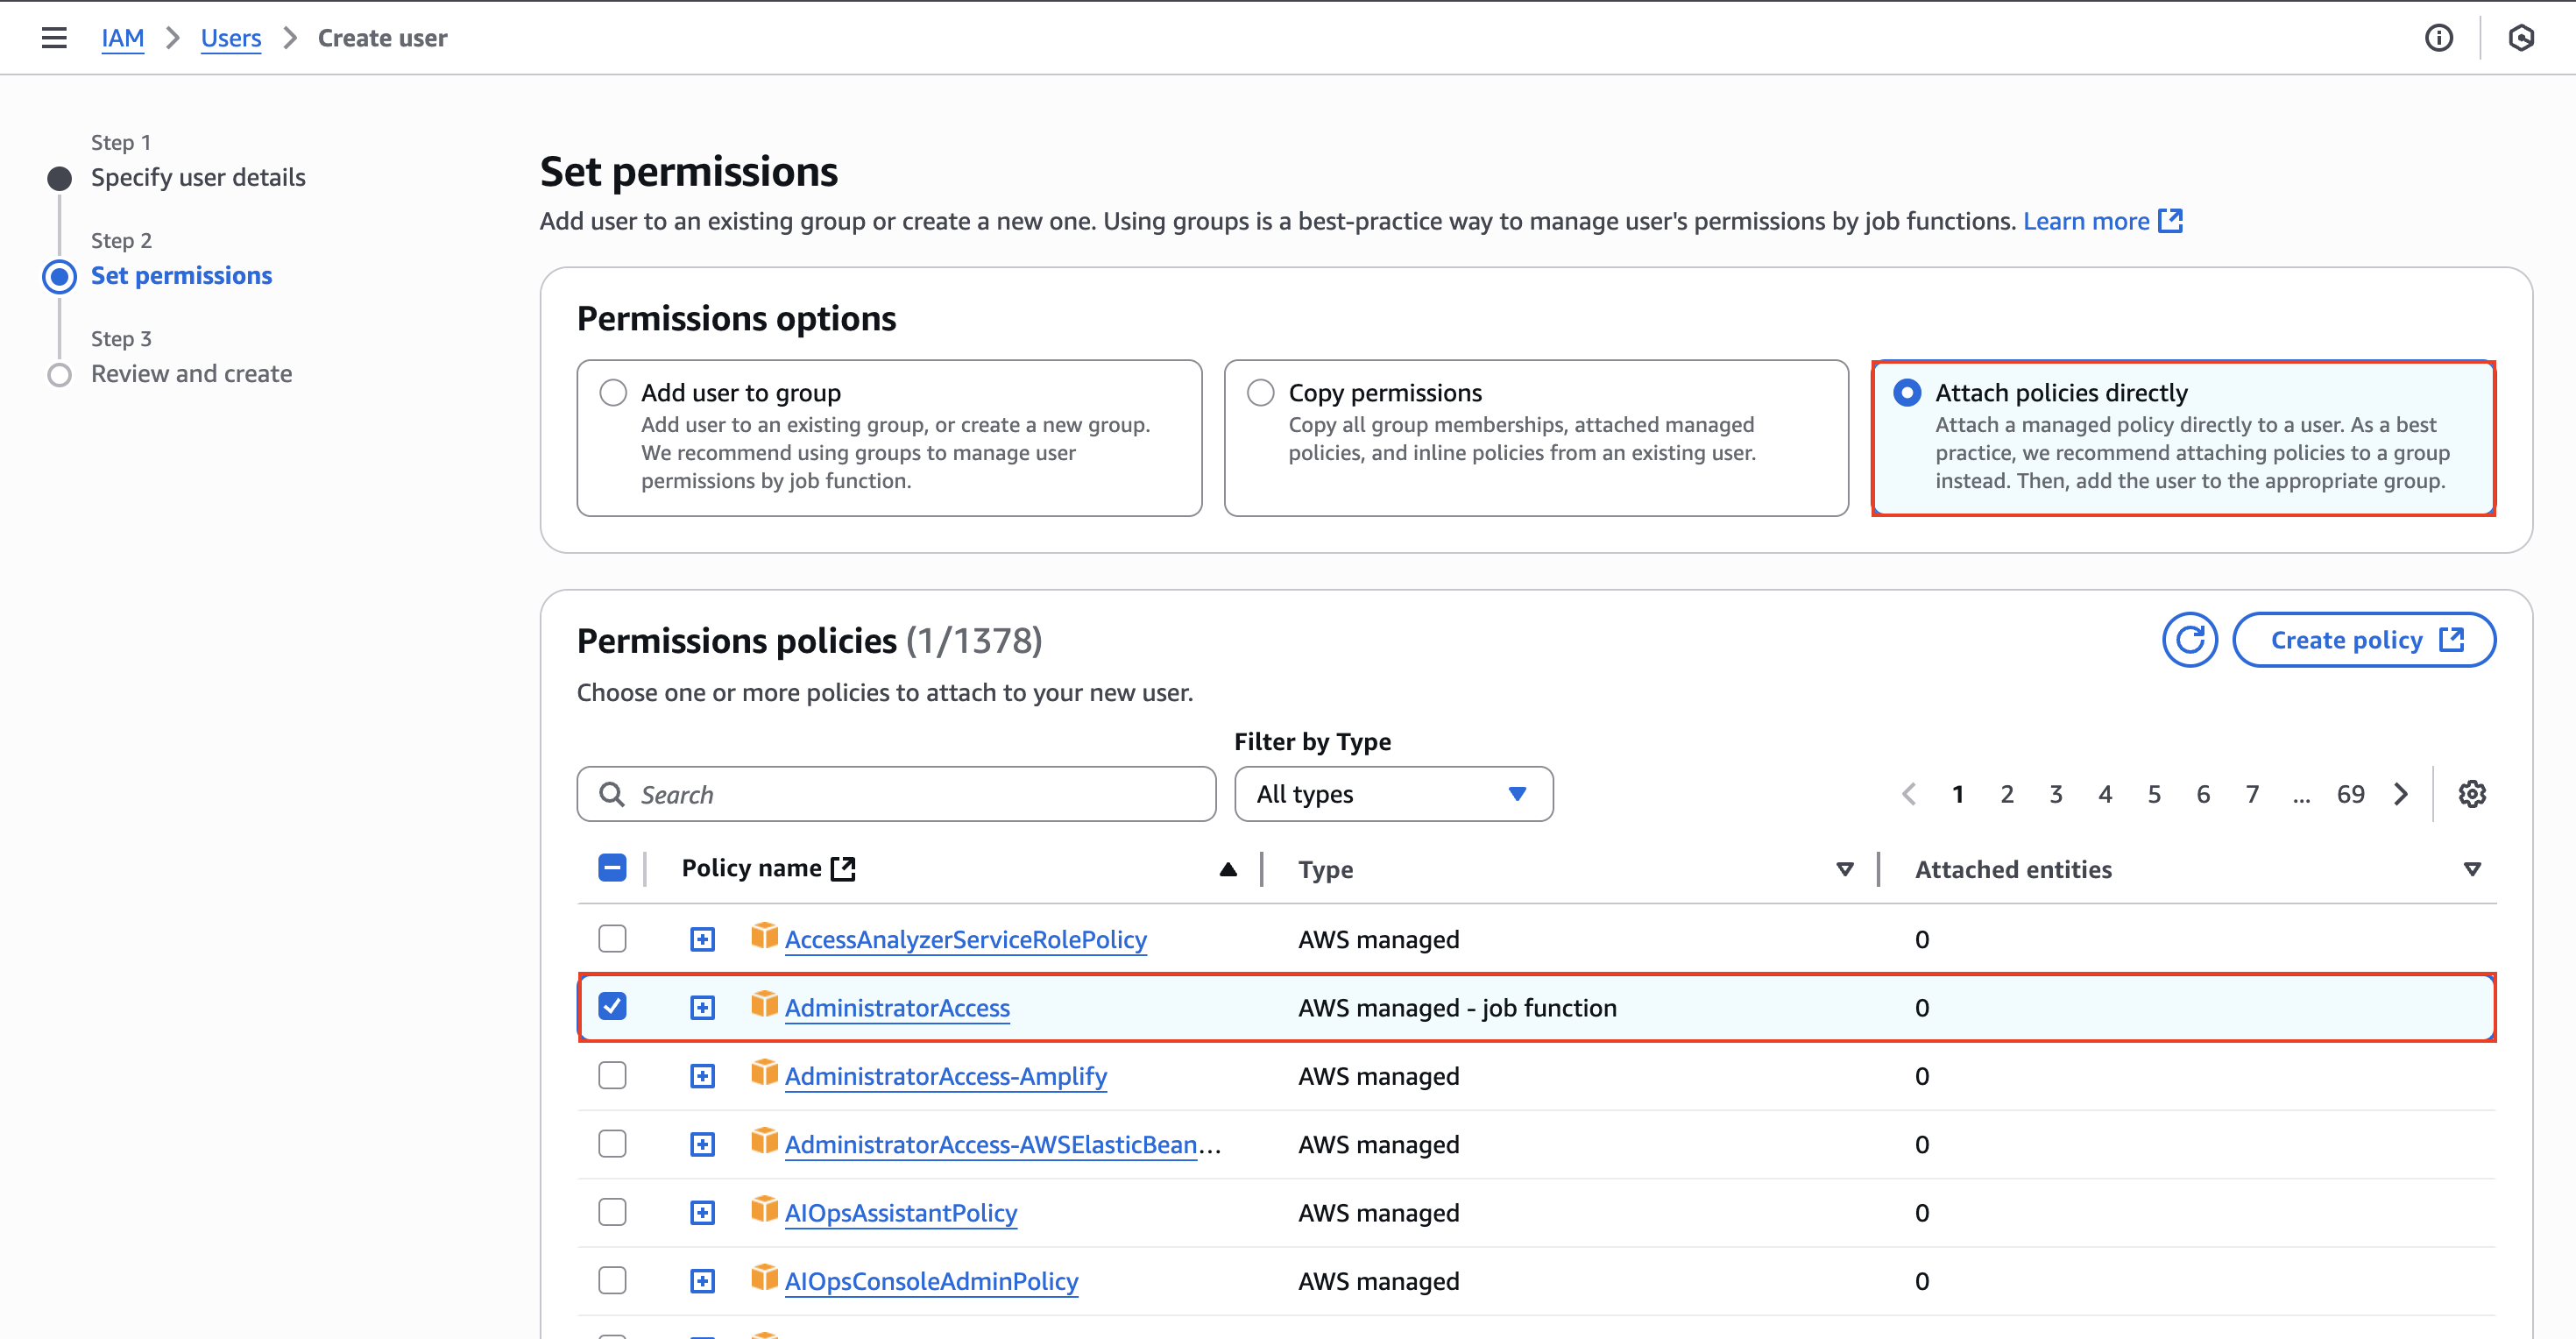 IAM > Users > Create user
Step 1
Specify user details
Step 2
Set permissions
Step 3
Review and create
Set permissions
Add user to an existing group or create a new one. Using groups is a best-practice way to manage user's permissions by job functions. Learn more
Permissions options
Add user to group
Add user to an existing group, or create a new group.
We recommend using groups to manage user
permissions by job function.
Copy permissions
Copy all group memberships, attached managed
policies, and inline policies from an existing user.
Attach policies directly
Attach a managed policy directly to a user. As a best
practice, we recommend attaching policies to a group
instead. Then, add the user to the appropriate group.
Permissions policies (1/1378)
Create policy
Choose one or more policies to attach to your new user.
Filter by Type
Search
All types
1 2 3 4 5 6 7 ... 69
Policy name Type Attached entities
AccessAnalyzerServiceRolePolicy AWS managed 0
AdministratorAccess AWS managed - job function 0
AdministratorAccess-Amplify AWS managed 0
AdministratorAccess-AWSElasticBean... AWS managed 0
AIOpsAssistantPolicy AWS managed 0
AIOpsConsoleAdminPolicy AWS managed 0